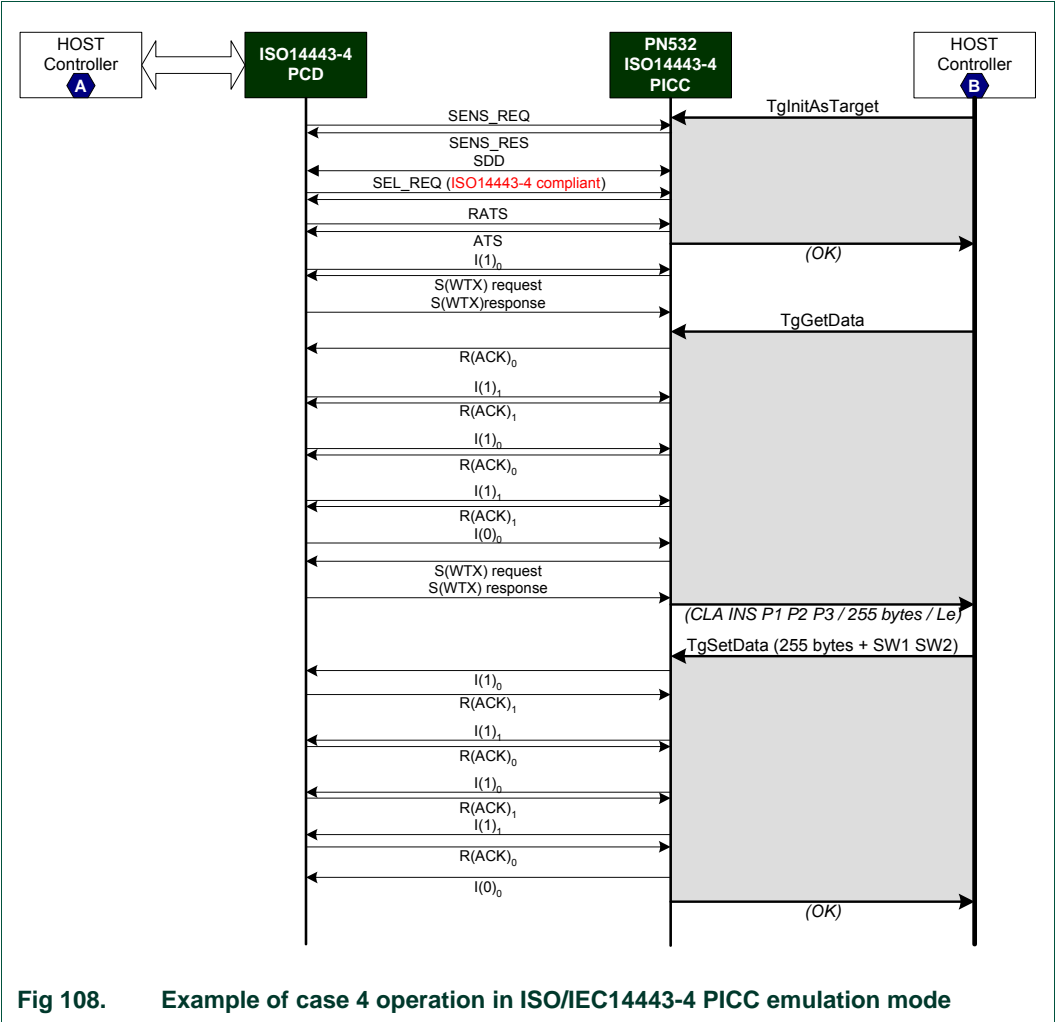 HOST
Controller
A
ISO14443-4
PCD
PN532
ISO14443-4
PICC
HOST
Controller
B
TgInitAsTarget
SENS_REQ
SENS_RES
SDD
SEL_REQ (ISO14443-4 compliant)
RATS
ATS
(OK)
I(1)₀
S(WTX) request
S(WTX)response
TgGetData
R(ACK)₀
I(1)₁
R(ACK)₁
I(1)₀
R(ACK)₀
I(1)₁
R(ACK)₁
I(0)₀
S(WTX) request
S(WTX) response
(CLA INS P1 P2 P3 / 255 bytes / Le)
TgSetData (255 bytes + SW1 SW2)
I(1)₀
R(ACK)₁
I(1)₁
R(ACK)₀
I(1)₀
R(ACK)₁
I(1)₁
R(ACK)₀
I(0)₀
(OK)
Fig 108. Example of case 4 operation in ISO/IEC14443-4 PICC emulation mode